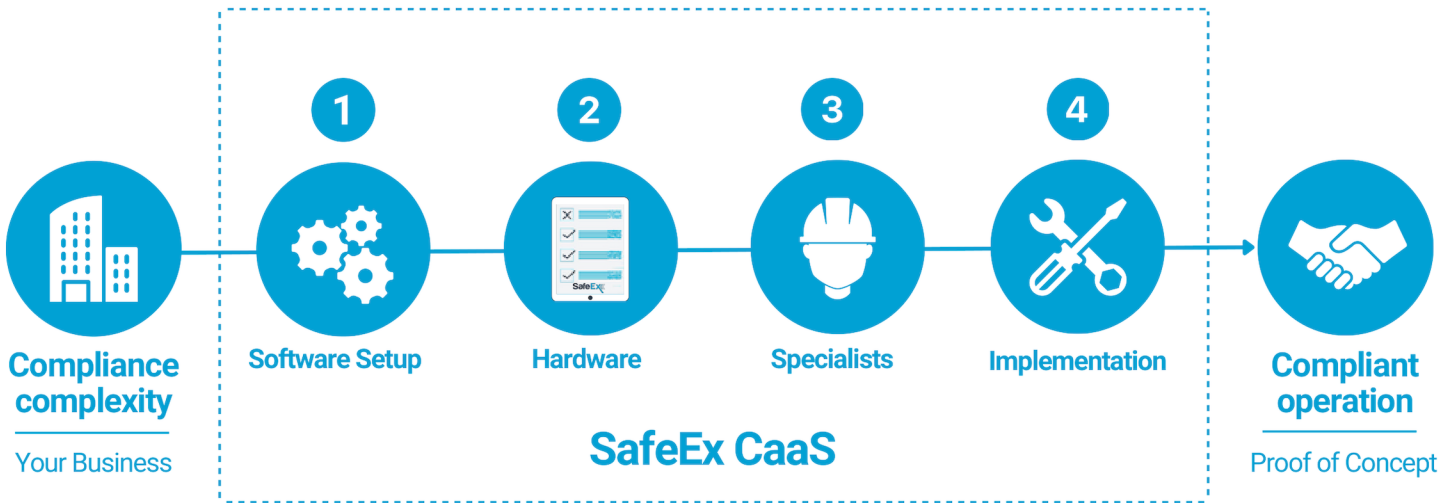 1
2
3
4
SafeEx
Compliance
complexity
Your Business
Software Setup
Hardware
Specialists
Implementation
SafeEx CaaS
Compliant
operation
Proof of Concept